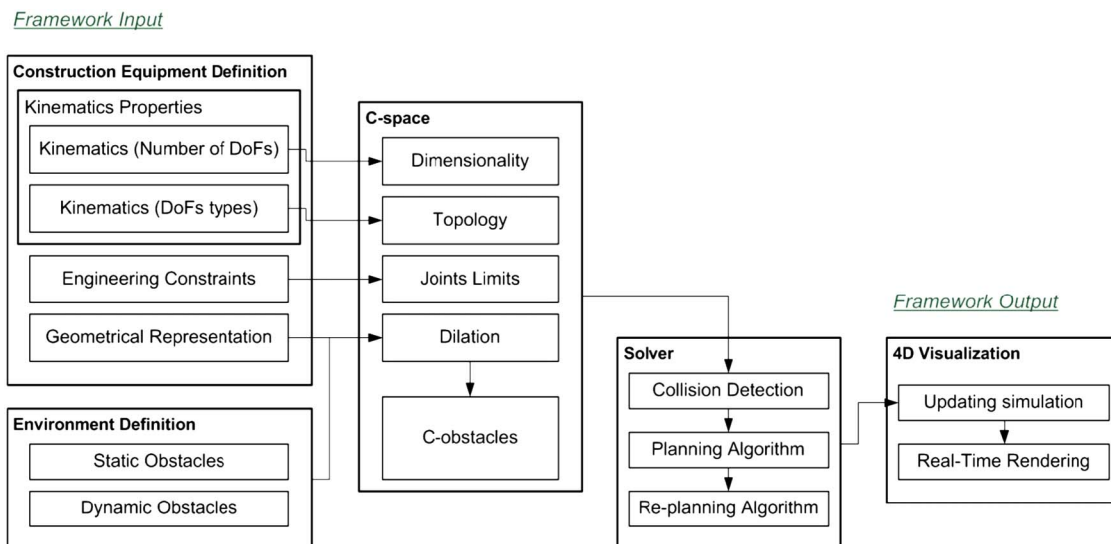 Framework Input
Construction Equipment Definition
Kinematics Properties
Kinematics (Number of DoFs)
Kinematics (DoFs types)
Engineering Constraints
Geometrical Representation
Environment Definition
Static Obstacles
Dynamic Obstacles
C-space
Dimensionality
Topology
Joints Limits
Dilation
C-obstacles
Solver
Collision Detection
Planning Algorithm
Re-planning Algorithm
Framework Output
4D Visualization
Updating simulation
Real-Time Rendering